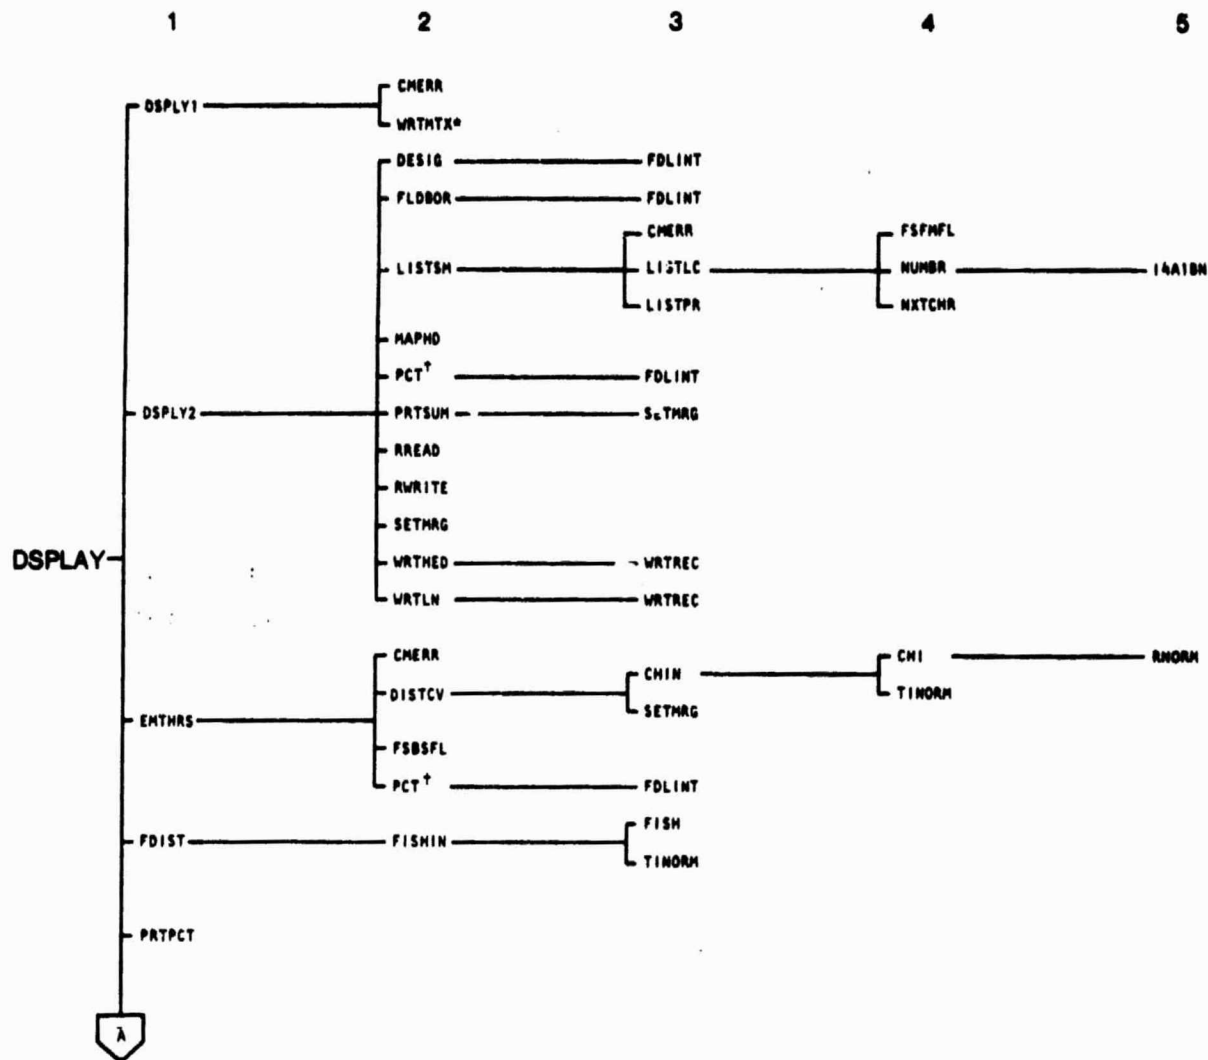 1 2 3 4 5
CMERR
DSPLY1
WRTMTX*
DESIG FDLINT
FLDBOR FDLINT
CMERR FSFMFL
LISTSM LISTLC NUMBR I4A1BN
LISTPR NXTCHR
MAPHD
PCT† FDLINT
DSPLY2 PRTSUM SETMRG
RREAD
RWRITE
SETMRG
DSPLAY
WRTHED WRTREC
WRTLN WRTREC
CMERR CHI RNORM
CHIN
DISTCV TINORM
SETMRG
EMTHRS
FSBSFL
PCT† FDLINT
FISH
FDIST FISHIN
TINORM
PRTPCT
A